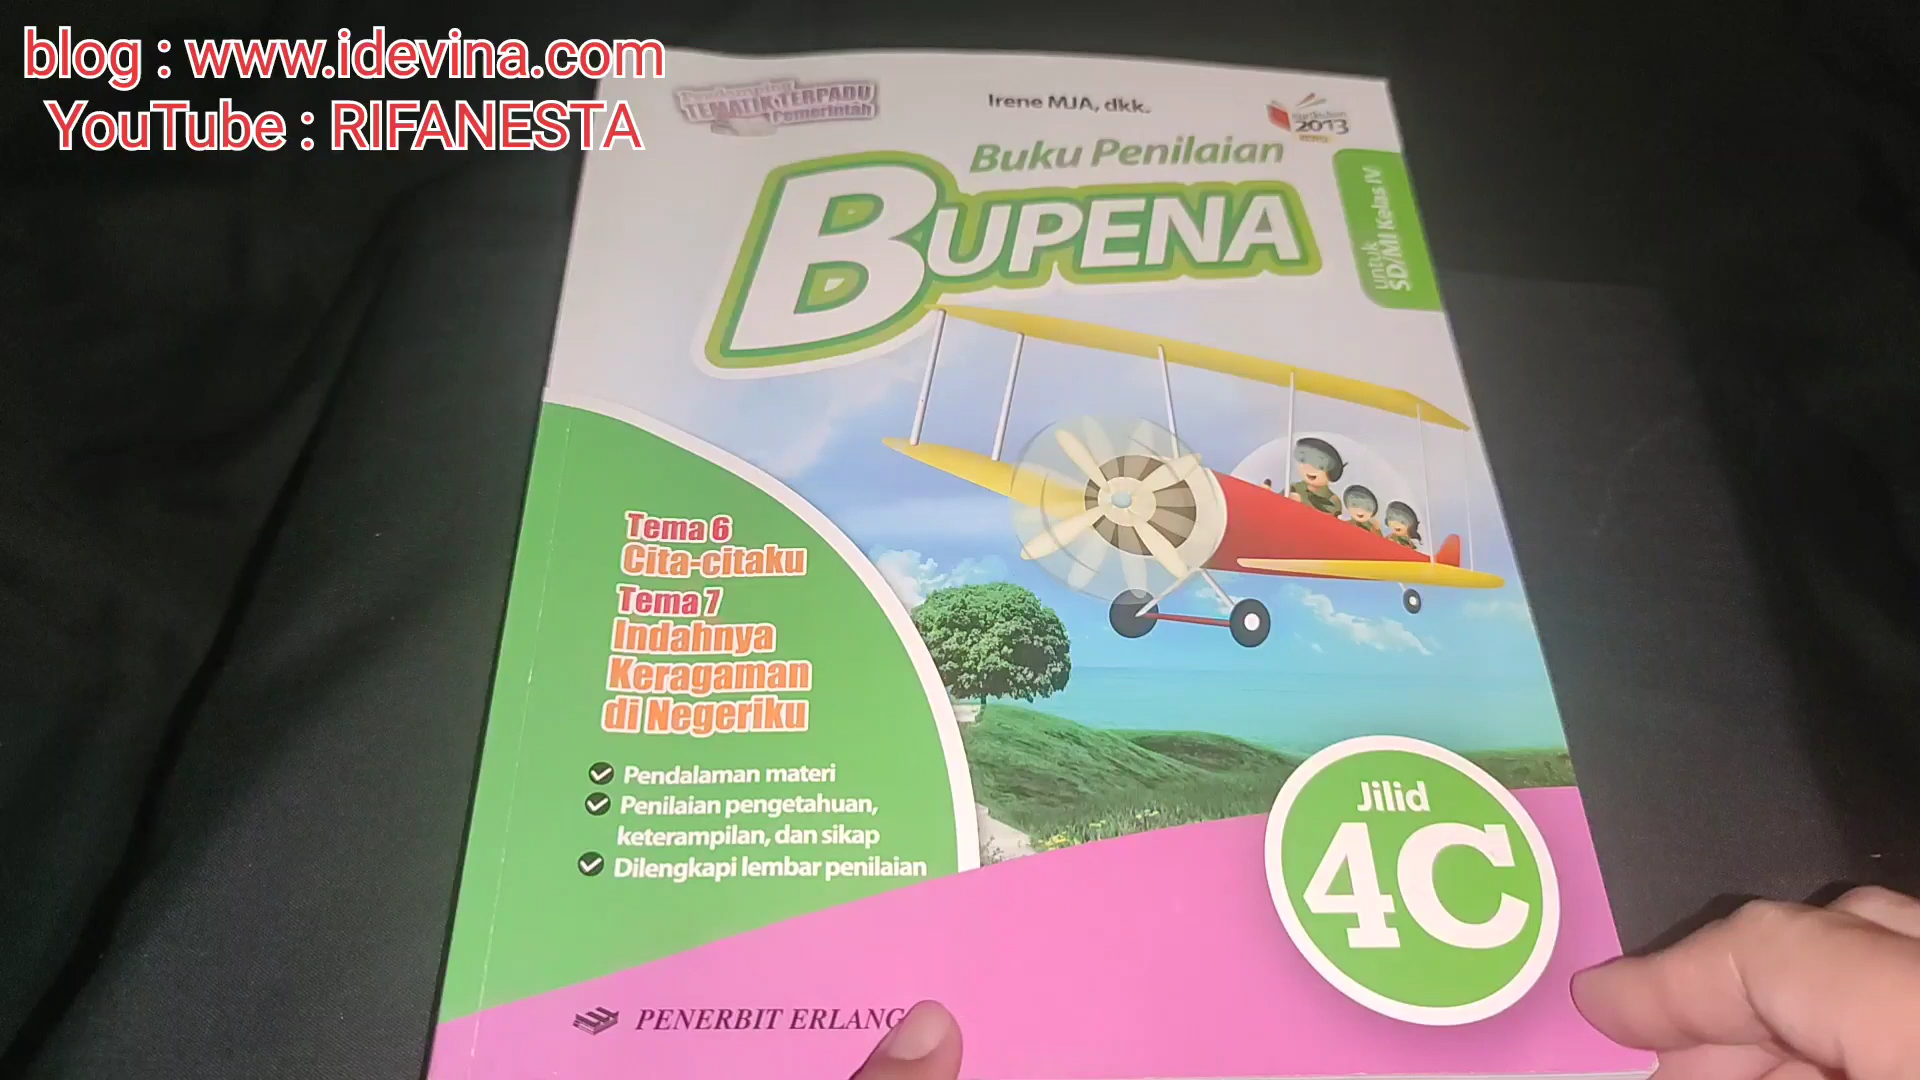 blog : www.idevina.com
YouTube : RIFANESTA
Pendamping
TEMATIK TERPADU
Pemerintah
Irene MJA, dkk.
2013
Buku Penilaian
BUPENA
untuk
SD/MI Kelas IV
Tema 6
Cita-citaku
Tema 7
Indahnya
Keragaman
di Negeriku
Pendalaman materi
Penilaian pengetahuan,
keterampilan, dan sikap
Dilengkapi lembar penilaian
Jilid
4C
PENERBIT ERLANG